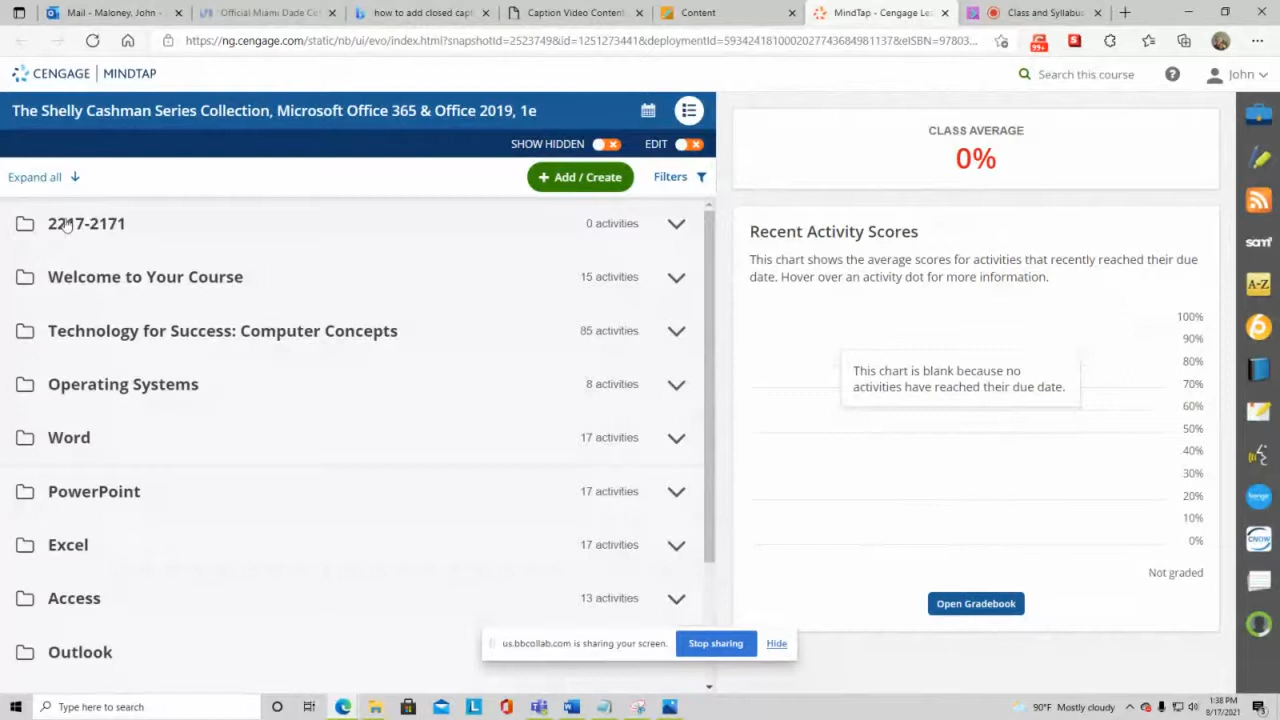 Mail - Maloney, John -
Official Miami Dade Co
how to add closed capt
Caption Video Content
Content
MindTap - Cengage Le
Class and Syllabus
https://ng.cengage.com/static/nb/ui/evo/index.html?snapshotId=2523749&id=1251273441&deploymentId=5934241810002027743684981137&eISBN=97803...
99+
CENGAGE | MINDTAP
Search this course
John
The Shelly Cashman Series Collection, Microsoft Office 365 & Office 2019, 1e
SHOW HIDDEN
EDIT
Expand all
+ Add / Create
Filters
2217-2171
0 activities
Welcome to Your Course
15 activities
Technology for Success: Computer Concepts
85 activities
Operating Systems
8 activities
Word
17 activities
PowerPoint
17 activities
Excel
17 activities
Access
13 activities
Outlook
CLASS AVERAGE
0%
Recent Activity Scores
This chart shows the average scores for activities that recently reached their due
date. Hover over an activity dot for more information.
100%
90%
80%
70%
60%
50%
40%
30%
20%
10%
0%
This chart is blank because no
activities have reached their due date.
Not graded
Open Gradebook
sam
A-Z
CNOW
us.bbcollab.com is sharing your screen.
Stop sharing
Hide
Type here to search
90°F Mostly cloudy
1:38 PM
8/17/2021